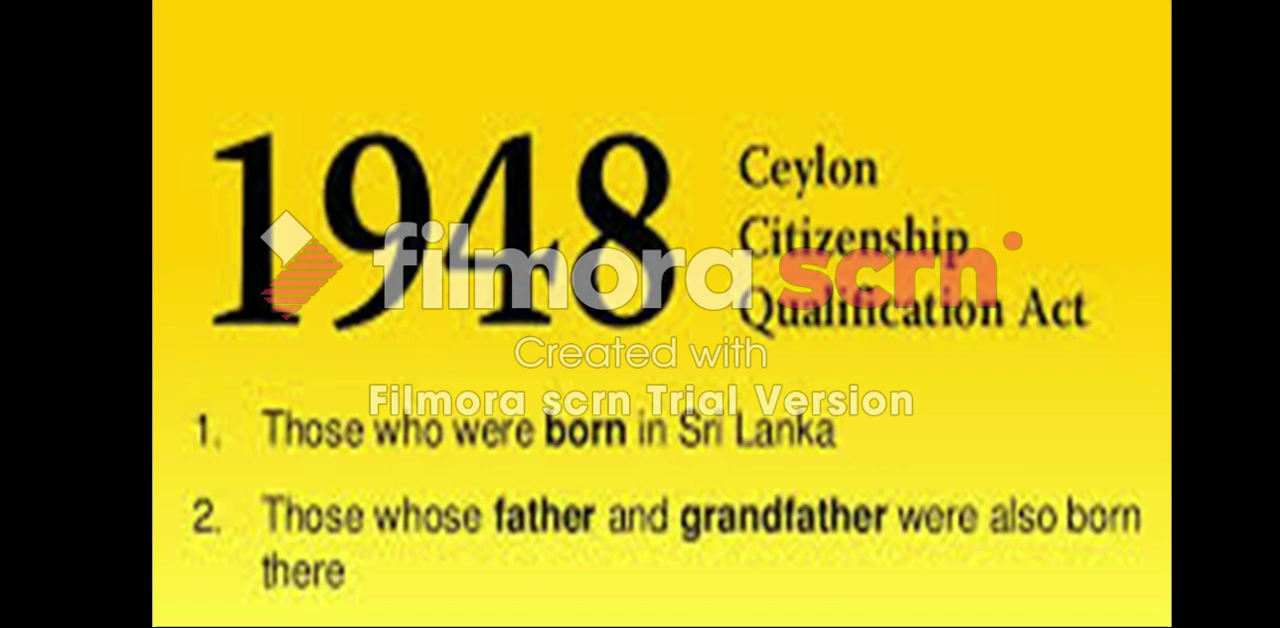 1948
Ceylon
Citizenship
Qualification Act
filmora scrn
Created with
Filmora scrn Trial Version
1. Those who were born in Sri Lanka
2. Those whose father and grandfather were also born
there